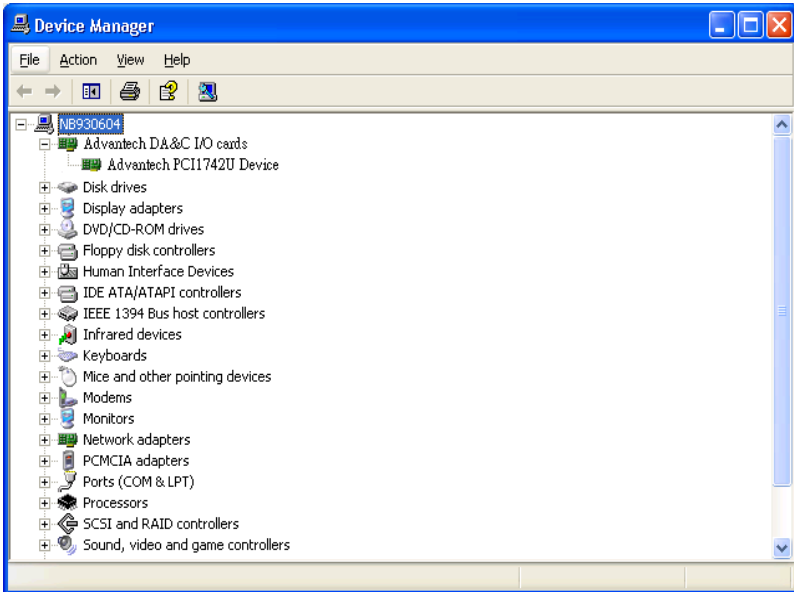 Device Manager
File Action View Help
NB930604
Advantech DA&C I/O cards
Advantech PCI1742U Device
Disk drives
Display adapters
DVD/CD-ROM drives
Floppy disk controllers
Human Interface Devices
IDE ATA/ATAPI controllers
IEEE 1394 Bus host controllers
Infrared devices
Keyboards
Mice and other pointing devices
Modems
Monitors
Network adapters
PCMCIA adapters
Ports (COM & LPT)
Processors
SCSI and RAID controllers
Sound, video and game controllers